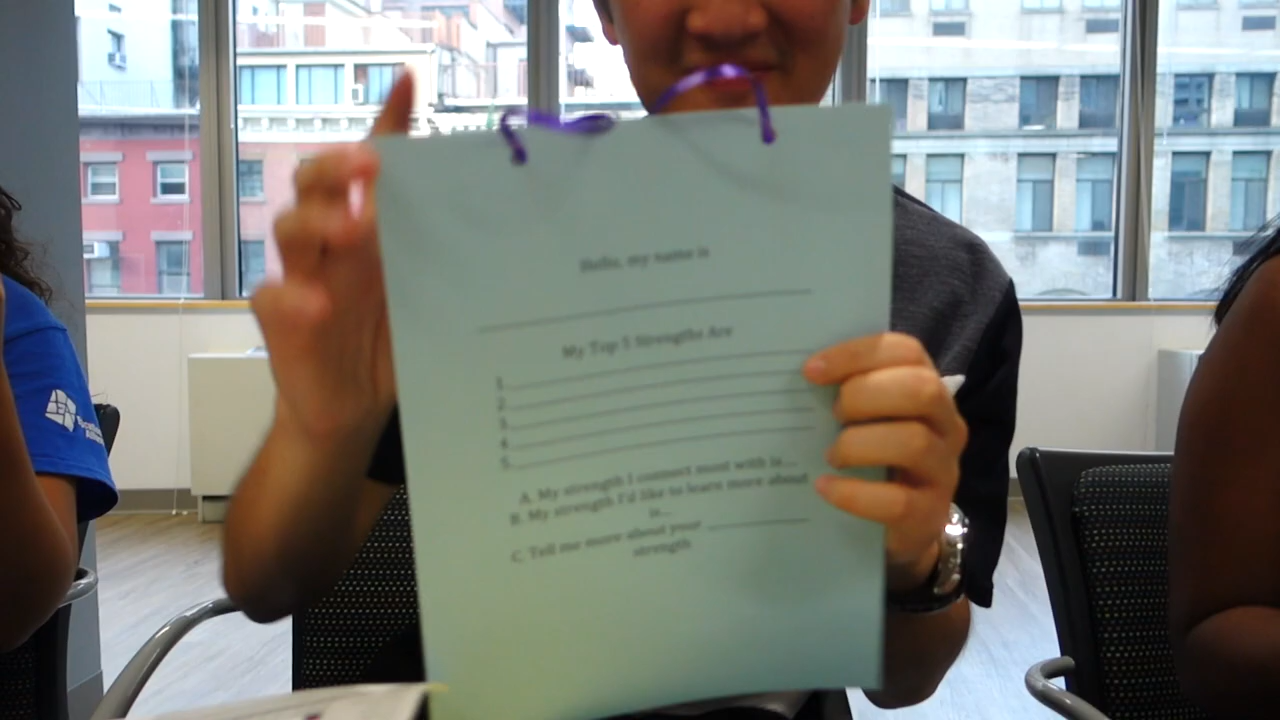 Hello, my name is
My Top 5 Strengths Are
1.
2.
3.
4.
5.
A. My strength I connect most with is...
B. My strength I'd like to learn more about
is...
C. Tell me more about your ____________
strength